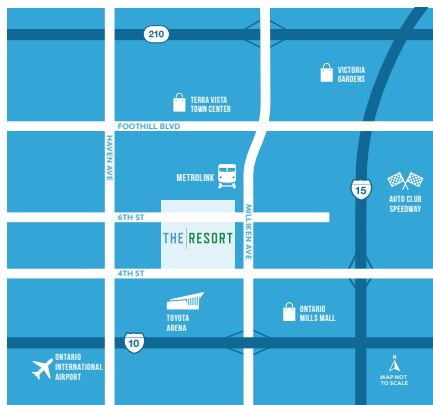 210
VICTORIA
GARDENS
TERRA VISTA
TOWN CENTER
FOOTHILL BLVD
HAVEN AVE
METROLINK
15
AUTO CLUB
SPEEDWAY
6TH ST
MILLIKEN AVE
THE RESORT
4TH ST
TOYOTA
ARENA
ONTARIO
MILLS MALL
10
ONTARIO
INTERNATIONAL
AIRPORT
N
MAP NOT
TO SCALE